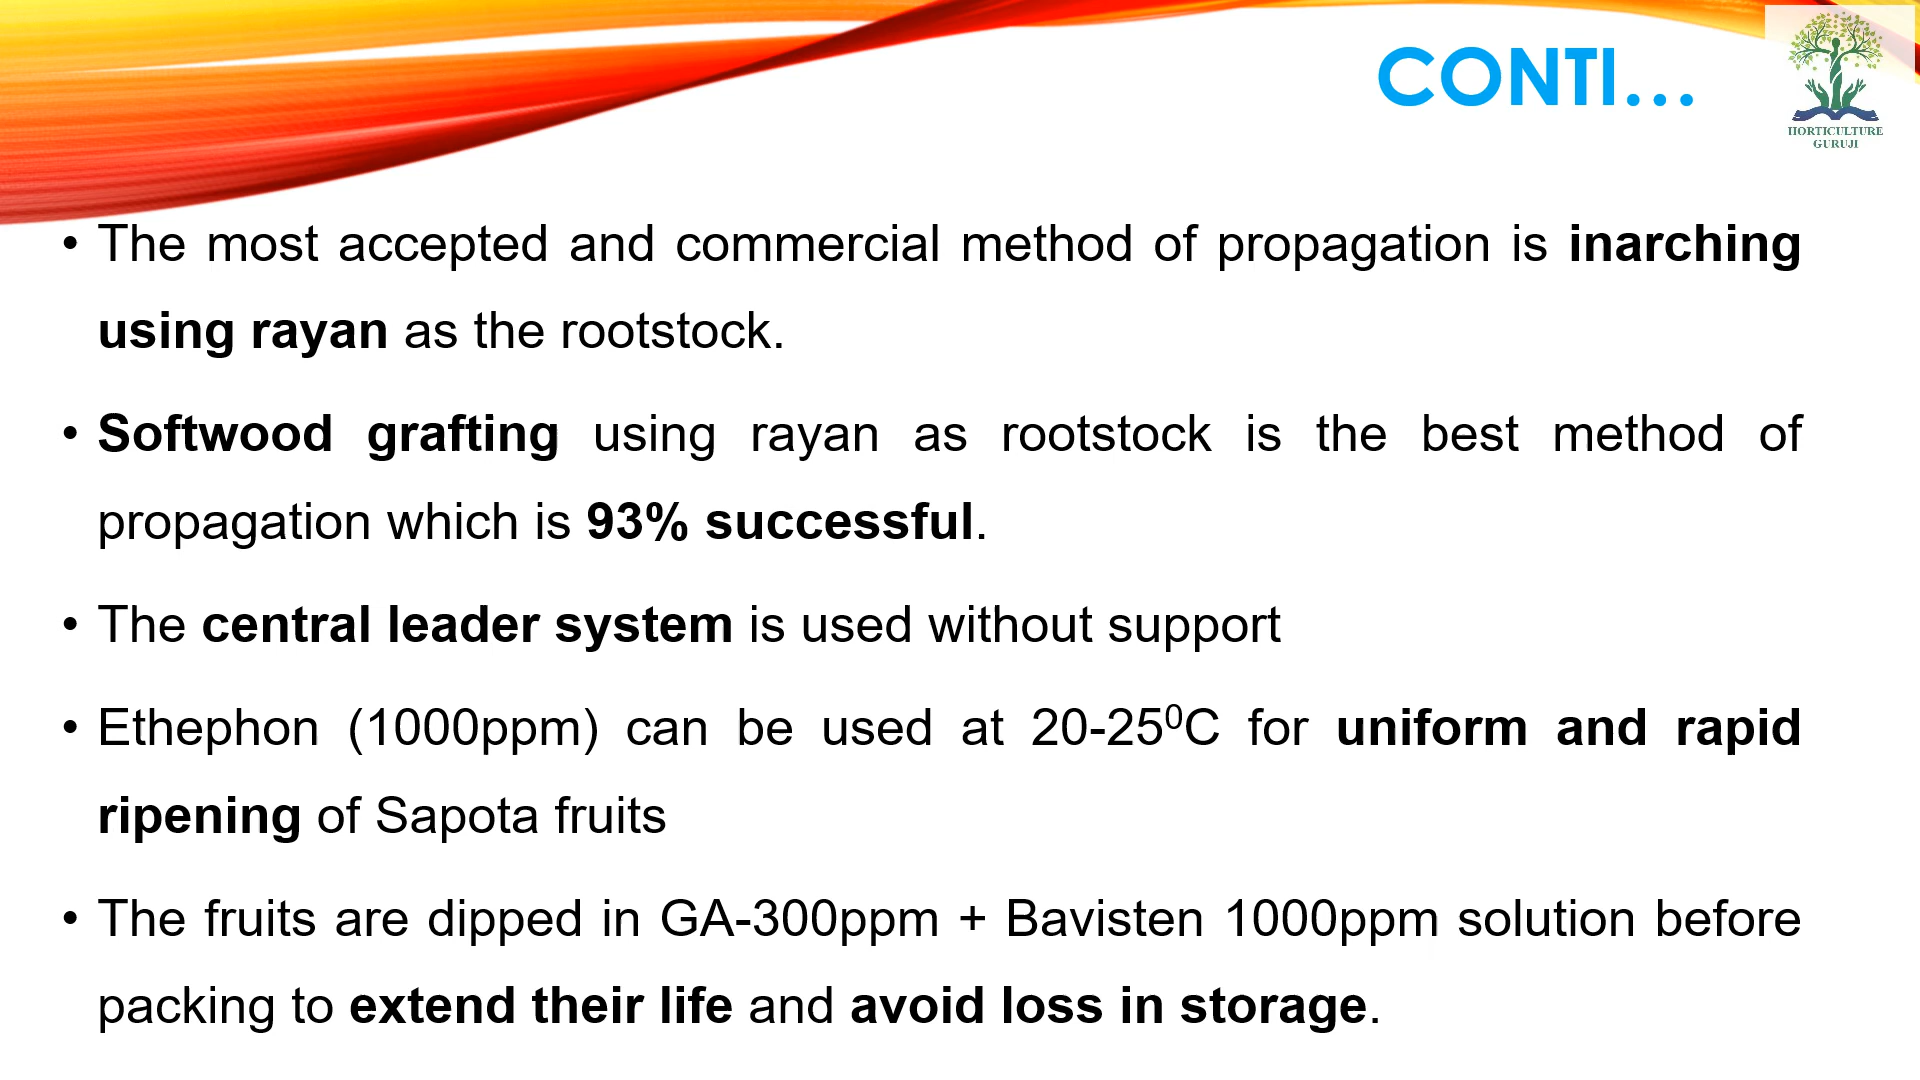 CONTI...
HORTICULTURE
GURUJI
• The most accepted and commercial method of propagation is inarching
using rayan as the rootstock.
• Softwood grafting using rayan as rootstock is the best method of
propagation which is 93% successful.
• The central leader system is used without support
• Ethephon (1000ppm) can be used at 20-25⁰C for uniform and rapid
ripening of Sapota fruits
• The fruits are dipped in GA-300ppm + Bavisten 1000ppm solution before
packing to extend their life and avoid loss in storage.